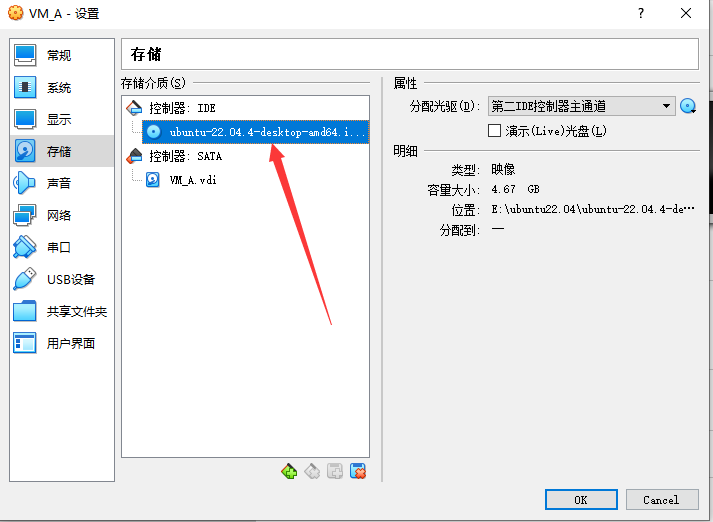 VM_A - 设置
?
常规
系统
显示
存储
声音
网络
串口
USB设备
共享文件夹
用户界面
存储
存储介质(S)
控制器: IDE
ubuntu-22.04.4-desktop-amd64.i...
控制器: SATA
VM_A.vdi
属性
分配光驱(D): 第二IDE控制器主通道
演示(Live)光盘(L)
明细
类型: 映像
容量大小: 4.67 GB
位置: E:\ubuntu22.04\ubuntu-22.04.4-de…
分配到: —
OK
Cancel